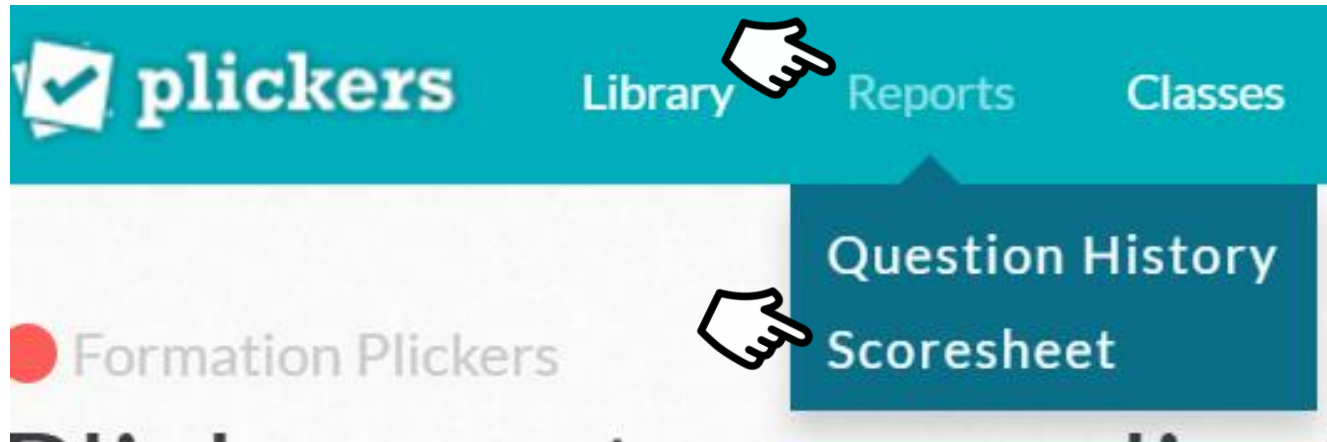 plickers Library Reports Classes
Question History
Scoresheet
Formation Plickers